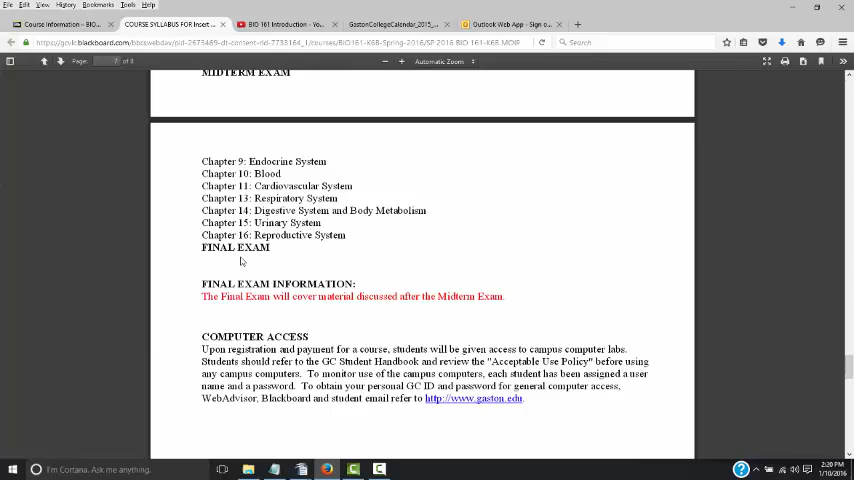 File Edit View History Bookmarks Tools Help
Course Information – BIO...
COURSE SYLLABUS FOR Insert ...
BIO 161 Introduction - You...
GastonCollegeCalendar_2015_...
Outlook Web App - Sign o...
Search
Page: 7 of 8
Automatic Zoom
MIDTERM EXAM
Chapter 9: Endocrine System
Chapter 10: Blood
Chapter 11: Cardiovascular System
Chapter 13: Respiratory System
Chapter 14: Digestive System and Body Metabolism
Chapter 15: Urinary System
Chapter 16: Reproductive System
FINAL EXAM
FINAL EXAM INFORMATION:
The Final Exam will cover material discussed after the Midterm Exam.
COMPUTER ACCESS
Upon registration and payment for a course, students will be given access to campus computer labs.
Students should refer to the GC Student Handbook and review the "Acceptable Use Policy" before using
any campus computers. To monitor use of the campus computers, each student has been assigned a user
name and a password. To obtain your personal GC ID and password for general computer access,
WebAdvisor, Blackboard and student email refer to http://www.gaston.edu.
I'm Cortana. Ask me anything.
2:20 PM
1/10/2016